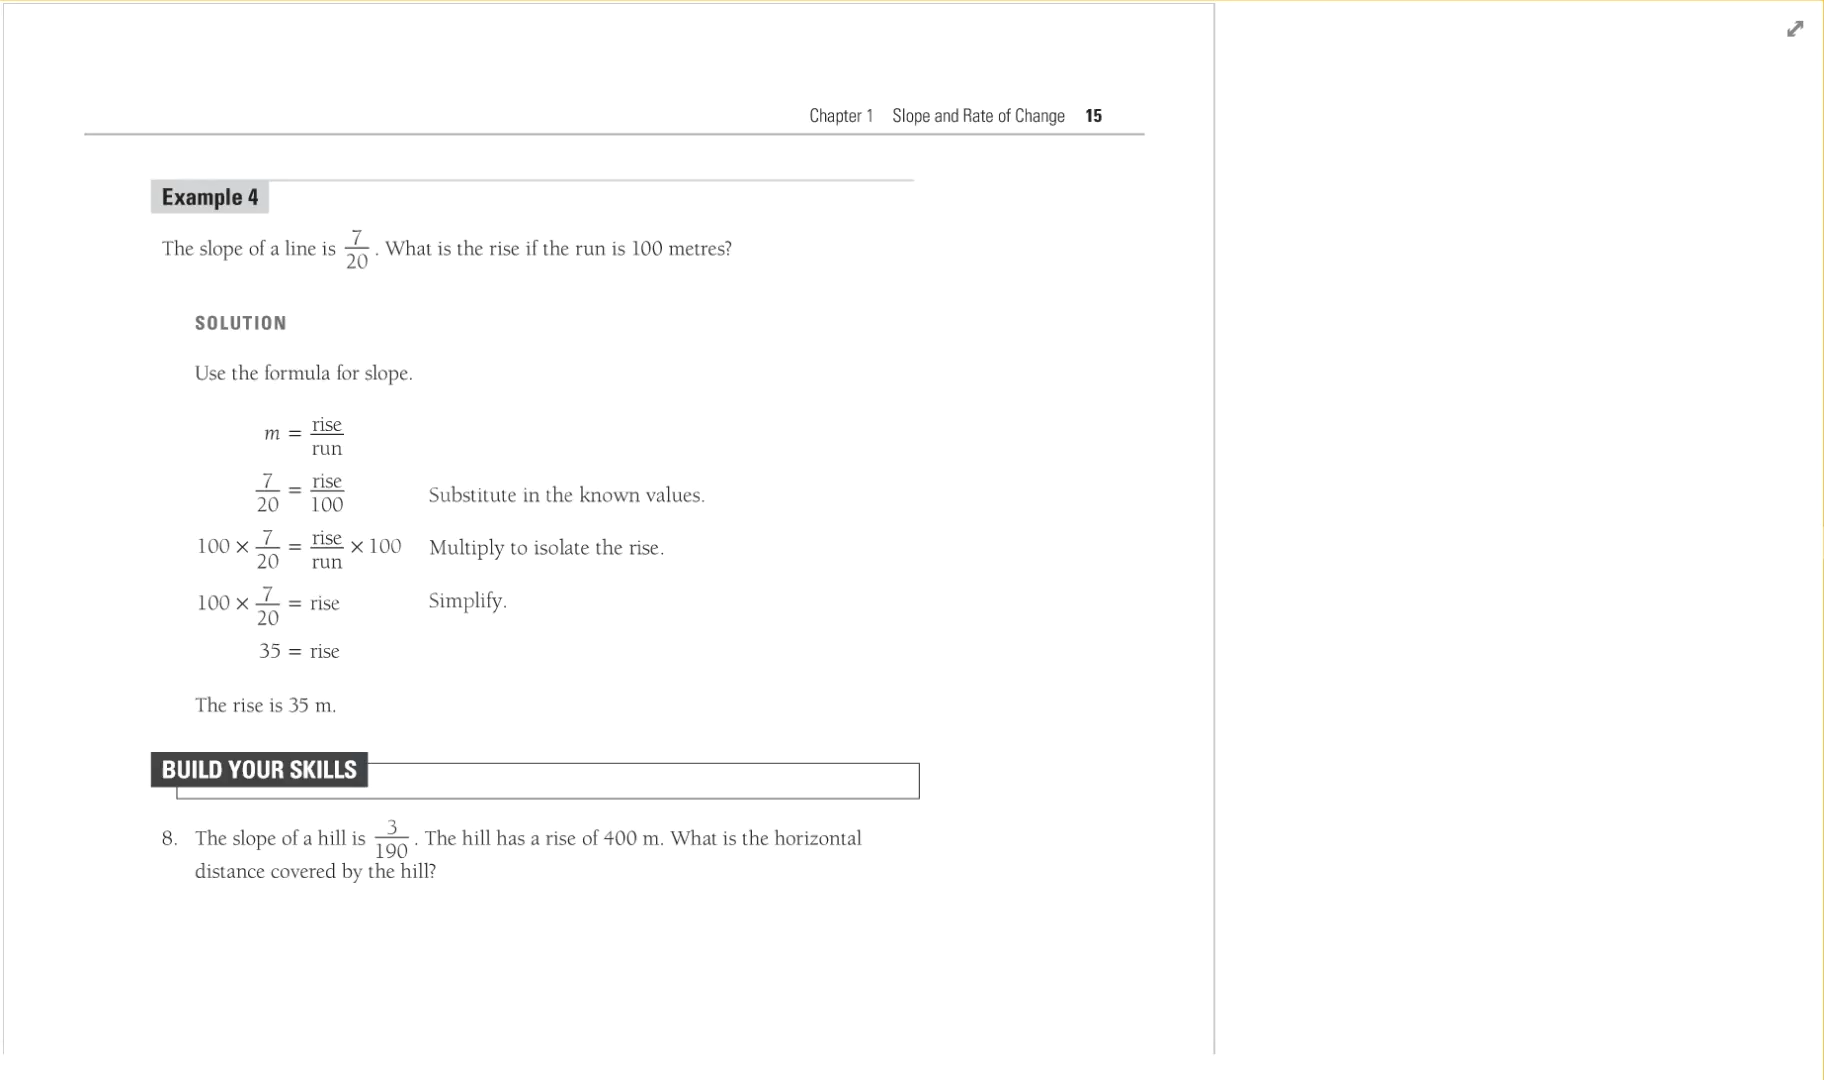 Chapter 1 Slope and Rate of Change 15
Example 4
The slope of a line is 7/20. What is the rise if the run is 100 metres?
SOLUTION
Use the formula for slope.
m = rise/run
7/20 = rise/100 Substitute in the known values.
100 × 7/20 = rise/run × 100 Multiply to isolate the rise.
100 × 7/20 = rise Simplify.
35 = rise
The rise is 35 m.
BUILD YOUR SKILLS
8. The slope of a hill is 3/190. The hill has a rise of 400 m. What is the horizontal
distance covered by the hill?